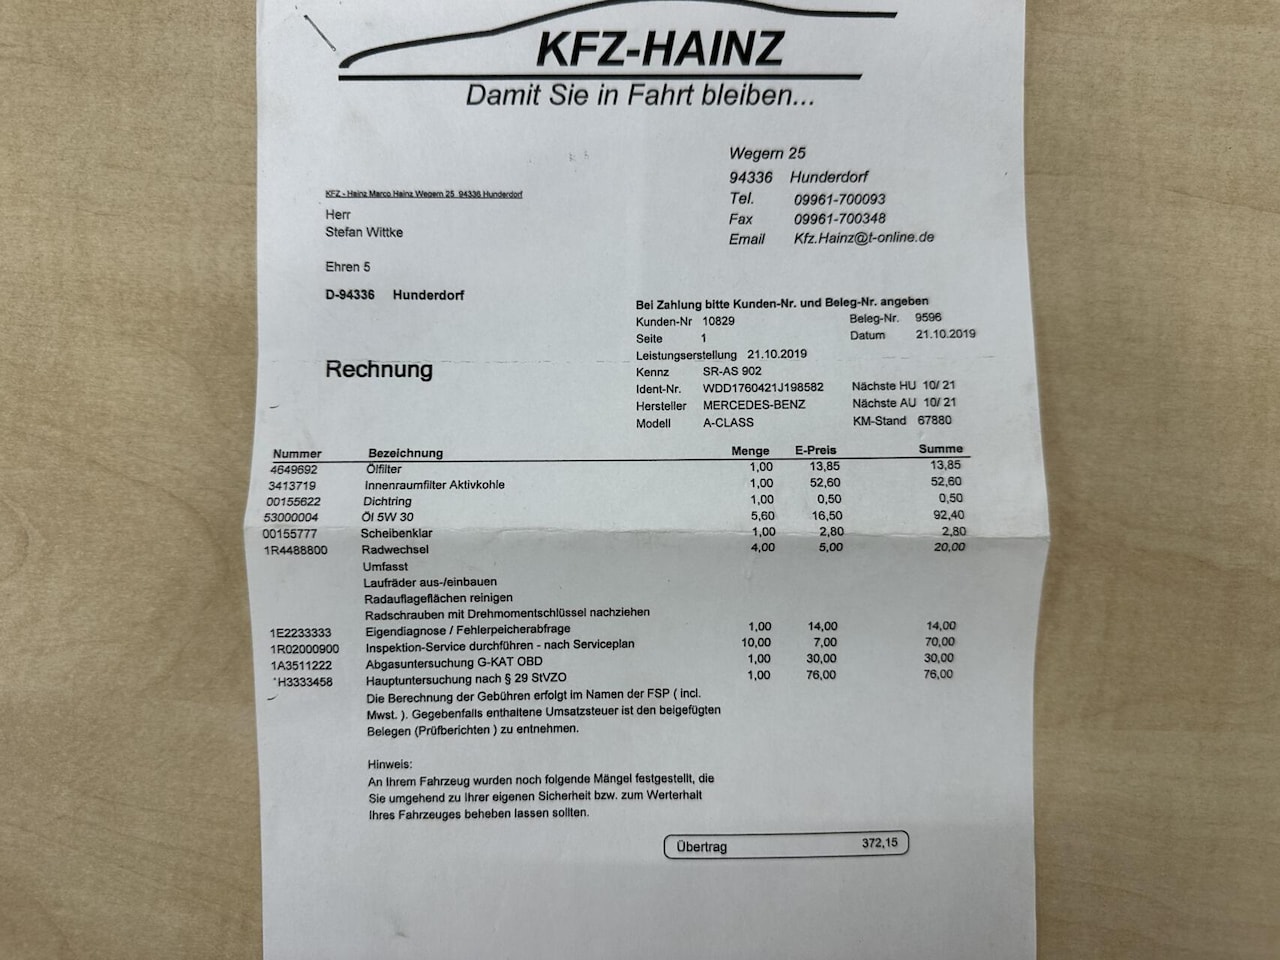 KFZ-HAINZ
Damit Sie in Fahrt bleiben...
Wegern 25
94336 Hunderdorf
Tel. 09961-700093
Fax 09961-700348
Email Kfz.Hainz@t-online.de
KFZ - Hainz Marco Hainz Wegern 25 94336 Hunderdorf
Herr
Stefan Wittke
Ehren 5
D-94336 Hunderdorf
Bei Zahlung bitte Kunden-Nr. und Beleg-Nr. angeben
Kunden-Nr 10829 Beleg-Nr. 9596
Seite 1 Datum 21.10.2019
Leistungserstellung 21.10.2019
Rechnung
Kennz SR-AS 902
Ident-Nr. WDD1760421J198582 Nächste HU 10/ 21
Hersteller MERCEDES-BENZ Nächste AU 10/ 21
Modell A-CLASS KM-Stand 67880
Nummer Bezeichnung Menge E-Preis Summe
4649692 Ölfilter 1,00 13,85 13,85
3413719 Innenraumfilter Aktivkohle 1,00 52,60 52,60
00155622 Dichtring 1,00 0,50 0,50
53000004 Öl 5W 30 5,60 16,50 92,40
00155777 Scheibenklar 1,00 2,80 2,80
1R4488800 Radwechsel 4,00 5,00 20,00
Umfasst
Laufräder aus-/einbauen
Radauflageflächen reinigen
Radschrauben mit Drehmomentschlüssel nachziehen
1E2233333 Eigendiagnose / Fehlerpeicherabfrage 1,00 14,00 14,00
1R02000900 Inspektion-Service durchführen - nach Serviceplan 10,00 7,00 70,00
1A3511222 Abgasuntersuchung G-KAT OBD 1,00 30,00 30,00
*H3333458 Hauptuntersuchung nach § 29 StVZO 1,00 76,00 76,00
Die Berechnung der Gebühren erfolgt im Namen der FSP ( incl.
Mwst. ). Gegebenfalls enthaltene Umsatzsteuer ist den beigefügten
Belegen (Prüfberichten ) zu entnehmen.
Hinweis:
An Ihrem Fahrzeug wurden noch folgende Mängel festgestellt, die
Sie umgehend zu Ihrer eigenen Sicherheit bzw. zum Werterhalt
Ihres Fahrzeuges beheben lassen sollten.
Übertrag 372,15